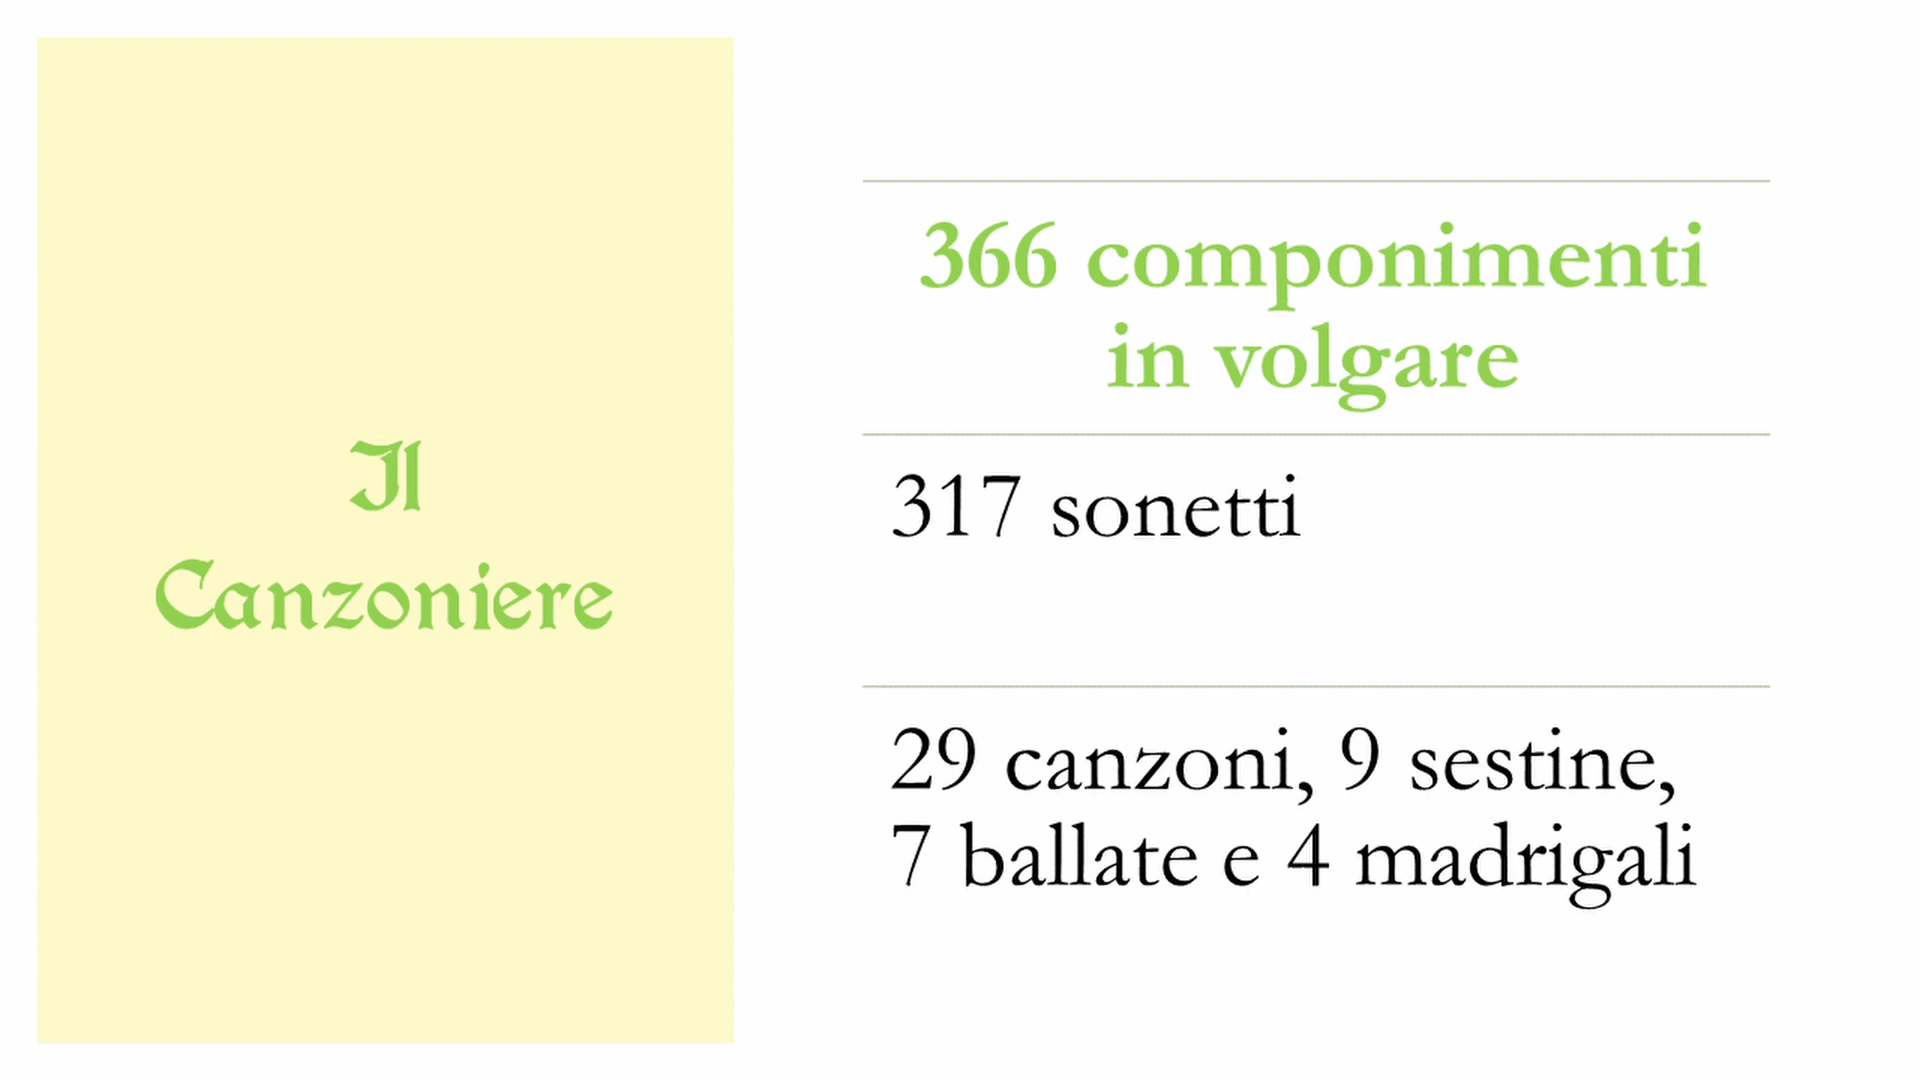 Il
Canzoniere
366 componimenti
in volgare
317 sonetti
29 canzoni, 9 sestine,
7 ballate e 4 madrigali